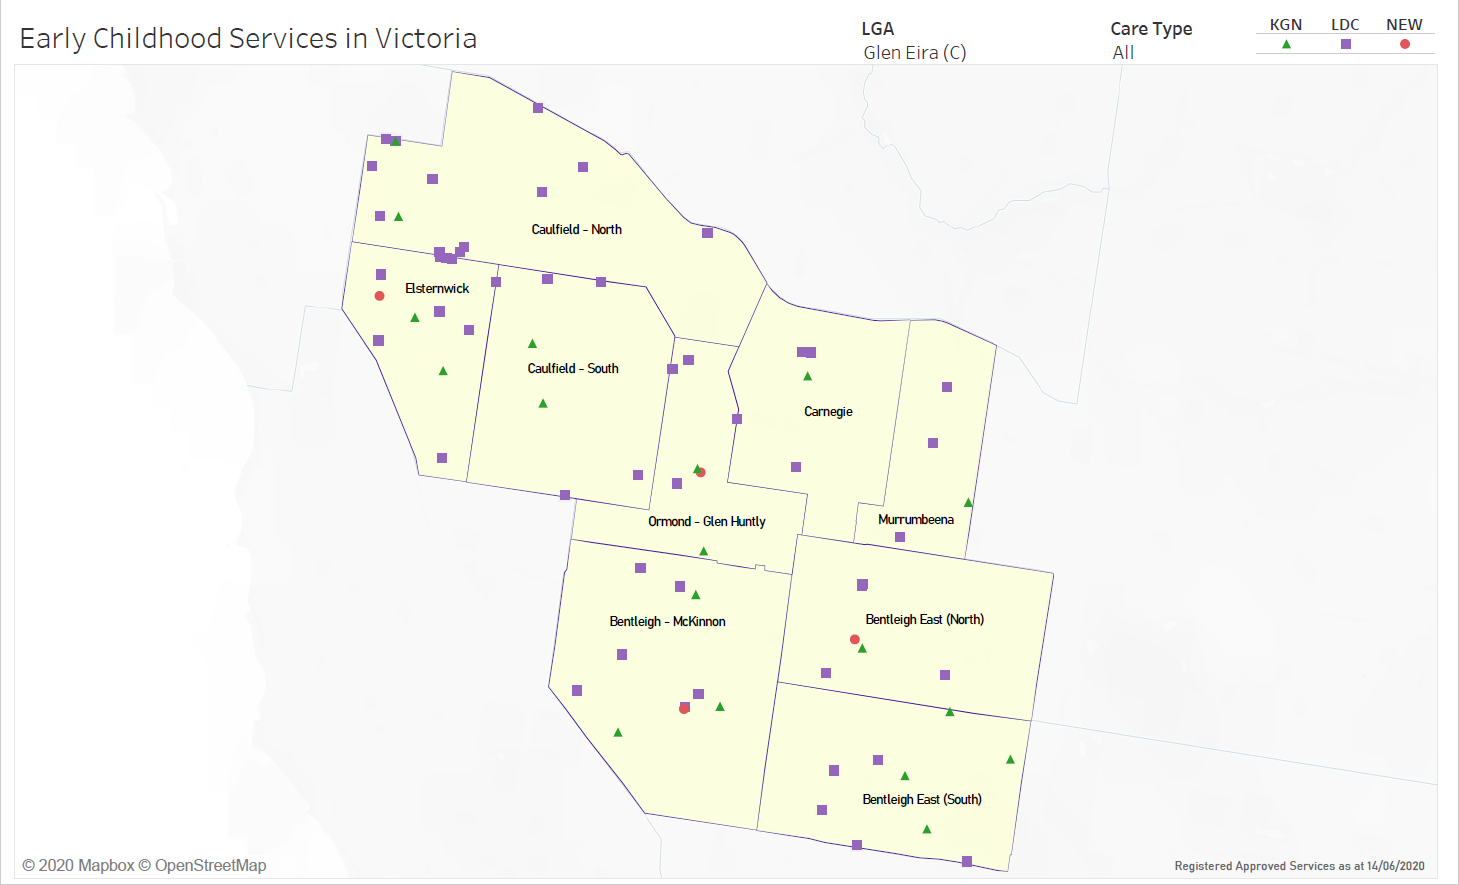 Early Childhood Services in Victoria
LGA
Glen Eira (C)
Care Type
All
KGN LDC NEW
Caulfield - North
Elsternwick
Caulfield - South
Carnegie
Ormond - Glen Huntly
Murrumbeena
Bentleigh - McKinnon
Bentleigh East (North)
Bentleigh East (South)
© 2020 Mapbox © OpenStreetMap
Registered Approved Services as at 14/06/2020